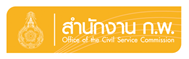 สำนักงาน ก.พ.
Office of the Civil Service Commission